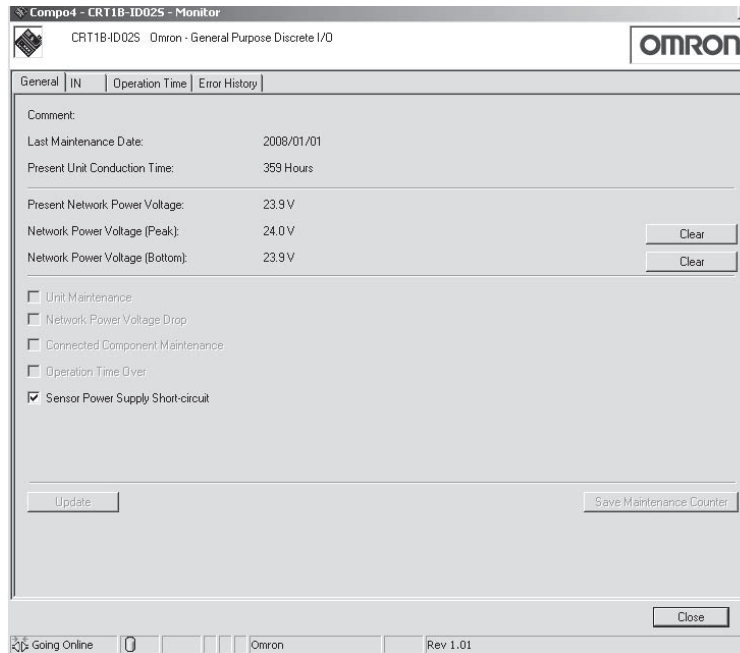 Compo4 - CRT1B-ID02S - Monitor
CRT1B-ID02S Omron - General Purpose Discrete I/O
OMRON
General IN Operation Time Error History
Comment:
Last Maintenance Date: 2008/01/01
Present Unit Conduction Time: 359 Hours
Present Network Power Voltage: 23.9 V
Network Power Voltage (Peak): 24.0 V Clear
Network Power Voltage (Bottom): 23.9 V Clear
Unit Maintenance
Network Power Voltage Drop
Connected Component Maintenance
Operation Time Over
Sensor Power Supply Short-circuit
Update Save Maintenance Counter
Close
Going Online Omron Rev 1.01